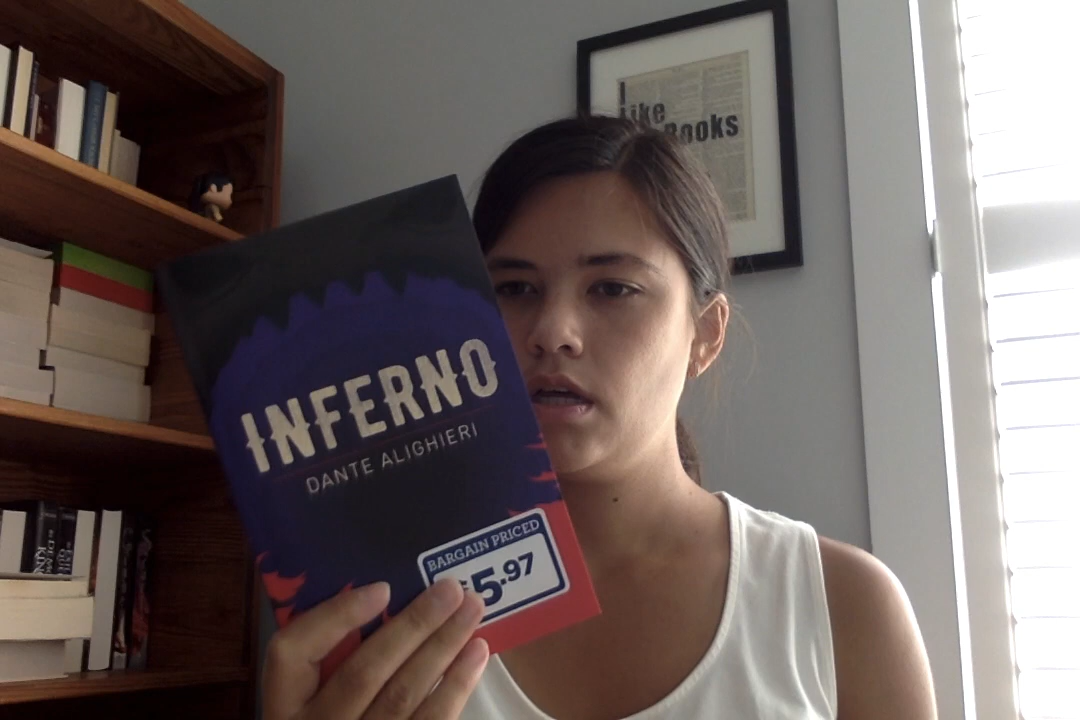 I
Like
Books
INFERNO
DANTE ALIGHIERI
BARGAIN PRICED
5.97